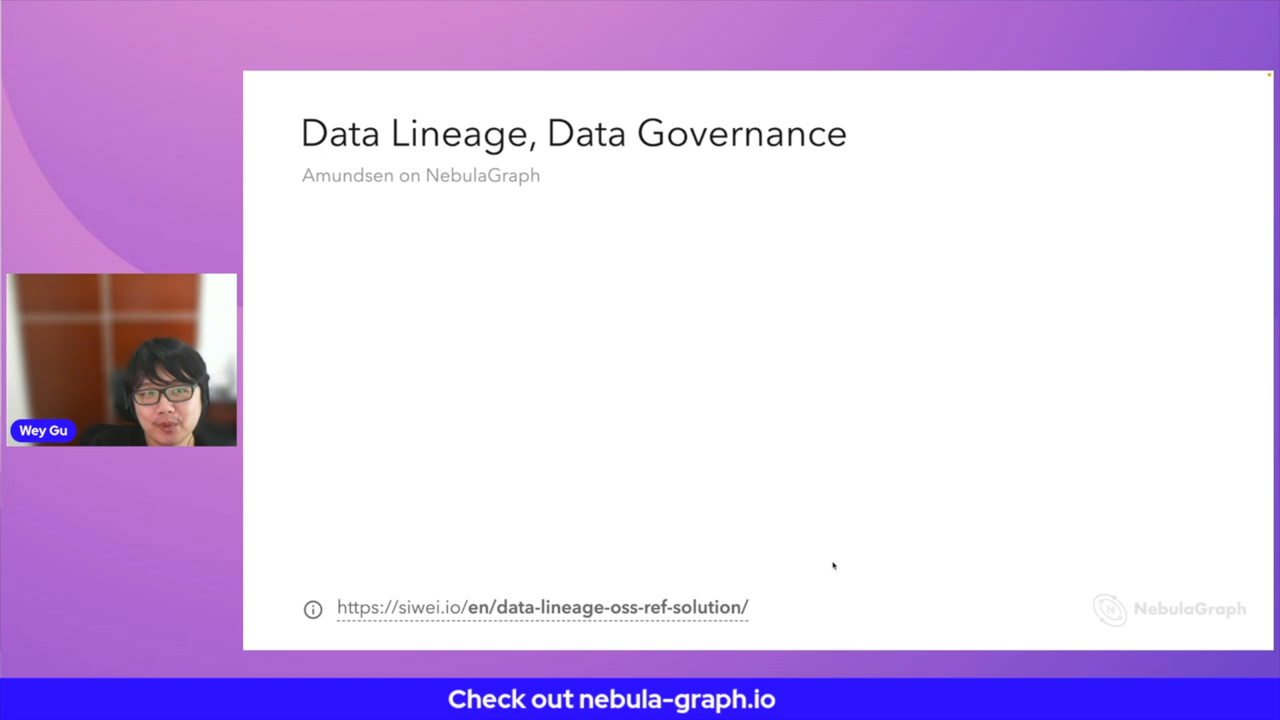 Data Lineage, Data Governance
Amundsen on NebulaGraph
Wey Gu
https://siwei.io/en/data-lineage-oss-ref-solution/
NebulaGraph
Check out nebula-graph.io